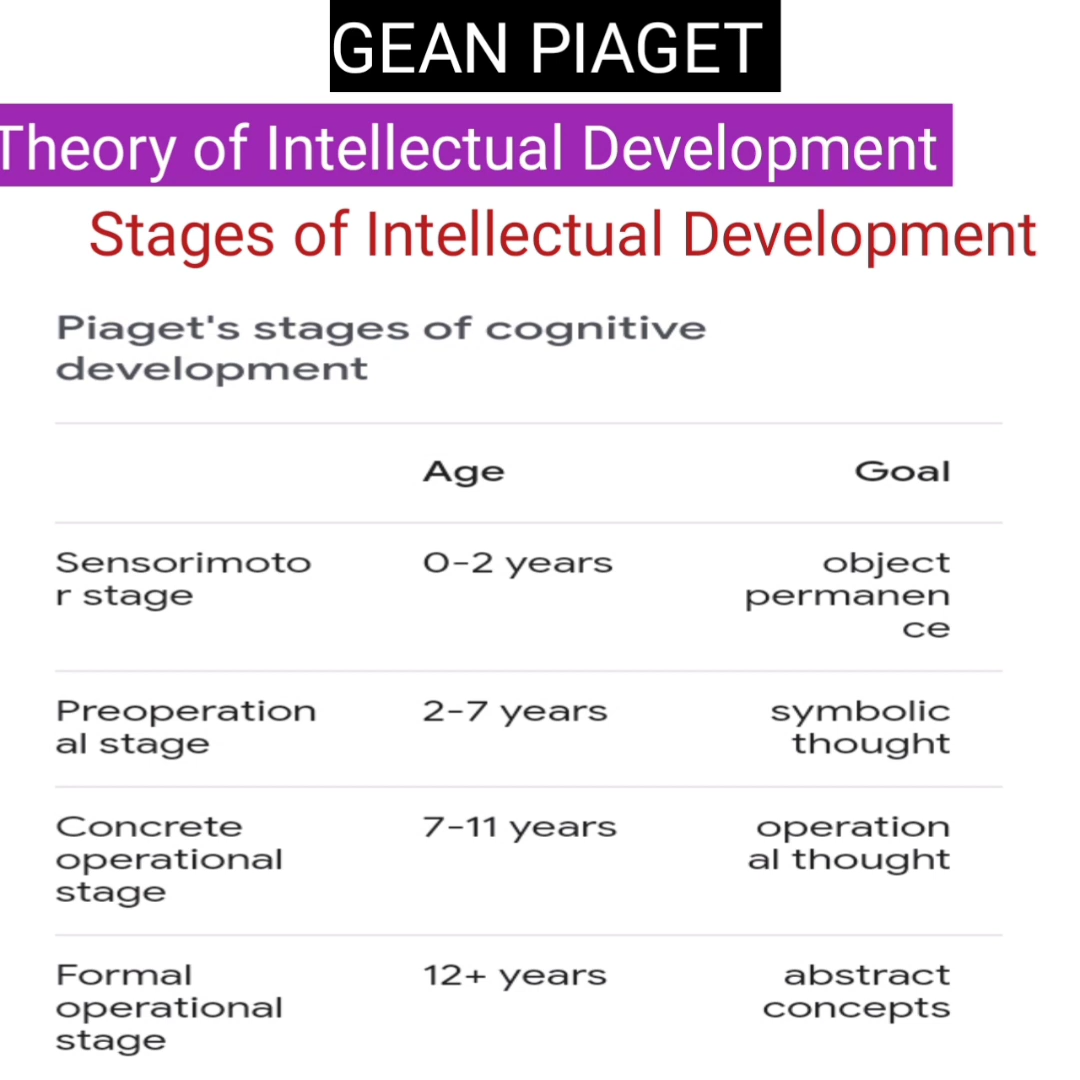 GEAN PIAGET
Theory of Intellectual Development
Stages of Intellectual Development
Piaget's stages of cognitive
development
Age Goal
Sensorimoto 0-2 years object
r stage permanen
ce
Preoperation 2-7 years symbolic
al stage thought
Concrete 7-11 years operation
operational al thought
stage
Formal 12+ years abstract
operational concepts
stage